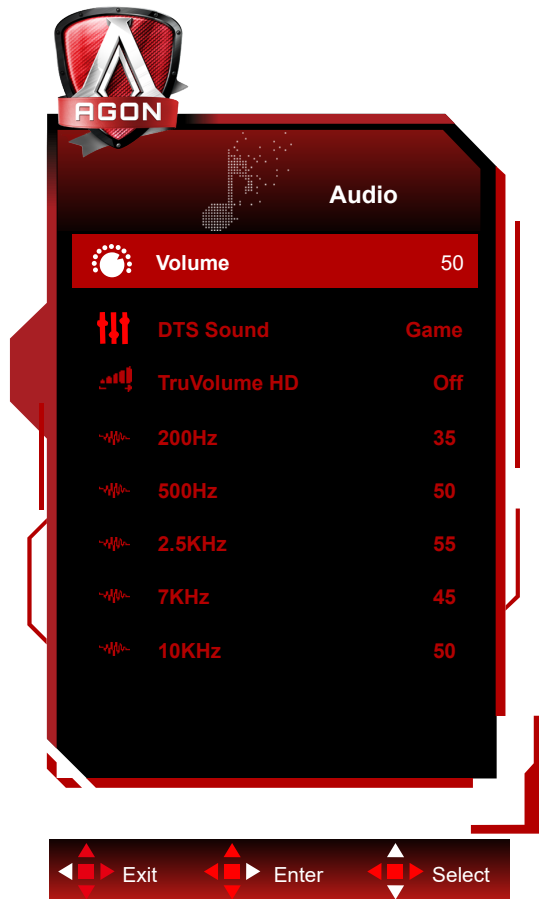 AGON
Audio
Volume 50
DTS Sound Game
TruVolume HD Off
200Hz 35
500Hz 50
2.5KHz 55
7KHz 45
10KHz 50
Exit Enter Select